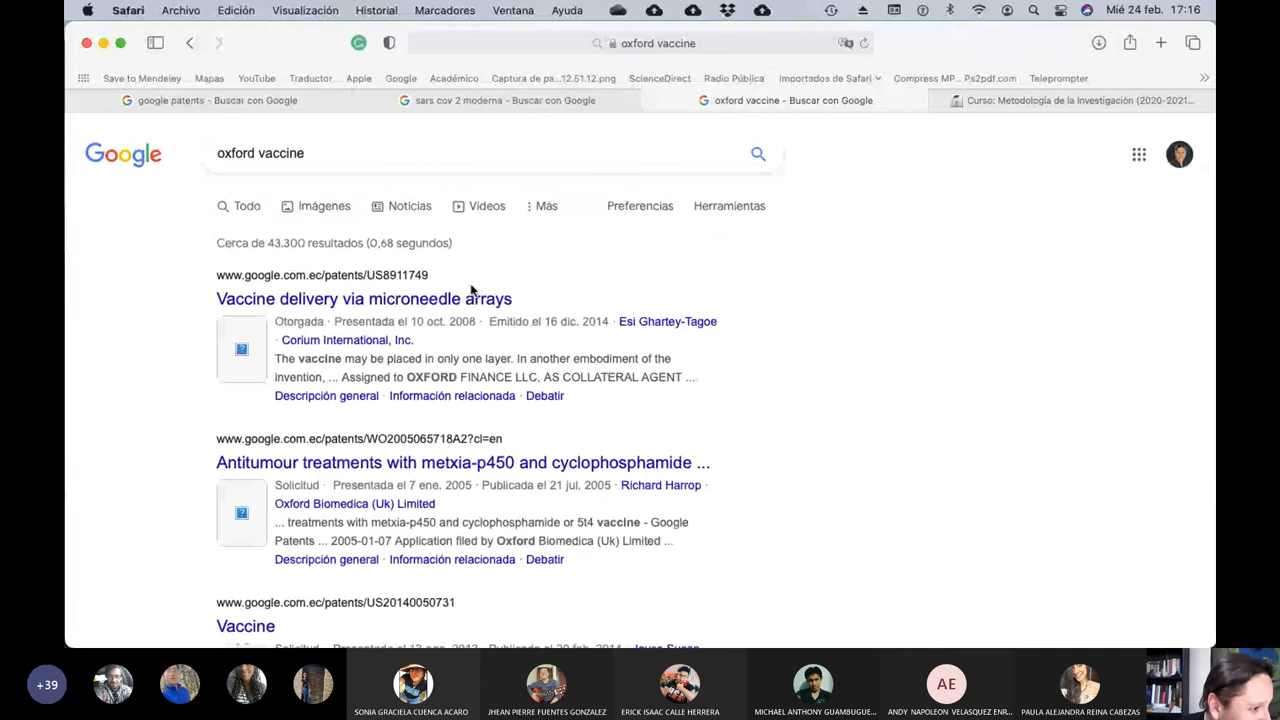 Safari Archivo Edición Visualización Historial Marcadores Ventana Ayuda Mié 24 feb. 17:16
oxford vaccine
Save to Mendeley Mapas YouTube Traductor Apple Google Académico Captura de pa...12.51.12.png ScienceDirect Radio Pública Importados de Safari Compress MP... Ps2pdf.com Teleprompter
google patents - Buscar con Google sars cov 2 moderna - Buscar con Google oxford vaccine - Buscar con Google Curso: Metodología de la Investigación (2020-2021...
Google oxford vaccine
Todo Imágenes Noticias Vídeos Más Preferencias Herramientas
Cerca de 43.300 resultados (0,68 segundos)
www.google.com.ec/patents/US8911749
Vaccine delivery via microneedle arrays
Otorgada · Presentada el 10 oct. 2008 · Emitido el 16 dic. 2014 · Esi Ghartey-Tagoe
· Corium International, Inc.
The vaccine may be placed in only one layer. In another embodiment of the
invention, ... Assigned to OXFORD FINANCE LLC, AS COLLATERAL AGENT ...
Descripción general · Información relacionada · Debatir
www.google.com.ec/patents/WO2005065718A2?cl=en
Antitumour treatments with metxia-p450 and cyclophosphamide ...
Solicitud · Presentada el 7 ene. 2005 · Publicada el 21 jul. 2005 · Richard Harrop ·
Oxford Biomedica (Uk) Limited
... treatments with metxia-p450 and cyclophosphamide or 5t4 vaccine - Google
Patents ... 2005-01-07 Application filed by Oxford Biomedica (Uk) Limited ...
Descripción general · Información relacionada · Debatir
www.google.com.ec/patents/US20140050731
Vaccine
+39 AE
SONIA GRACIELA CUENCA ACARO JHEAN PIERRE FUENTES GONZALEZ ERICK ISAAC CALLE HERRERA MICHAEL ANTHONY GUAMBUGUE... ANDY NAPOLEON VELASQUEZ ENR... PAULA ALEJANDRA REINA CABEZAS